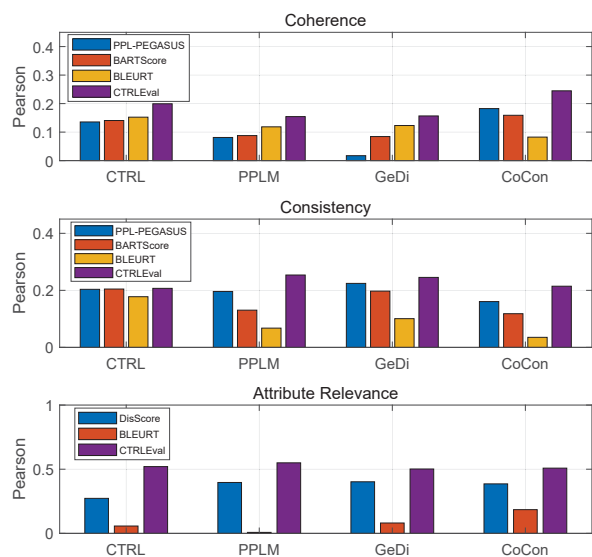 Coherence
Pearson
0.4
0.3
0.2
0.1
0
PPL-PEGASUS
BARTScore
BLEURT
CTRLEval
CTRL PPLM GeDi CoCon
Consistency
Pearson
0.4
0.2
0
PPL-PEGASUS
BARTScore
BLEURT
CTRLEval
CTRL PPLM GeDi CoCon
Attribute Relevance
Pearson
1
0.5
0
DisScore
BLEURT
CTRLEval
CTRL PPLM GeDi CoCon